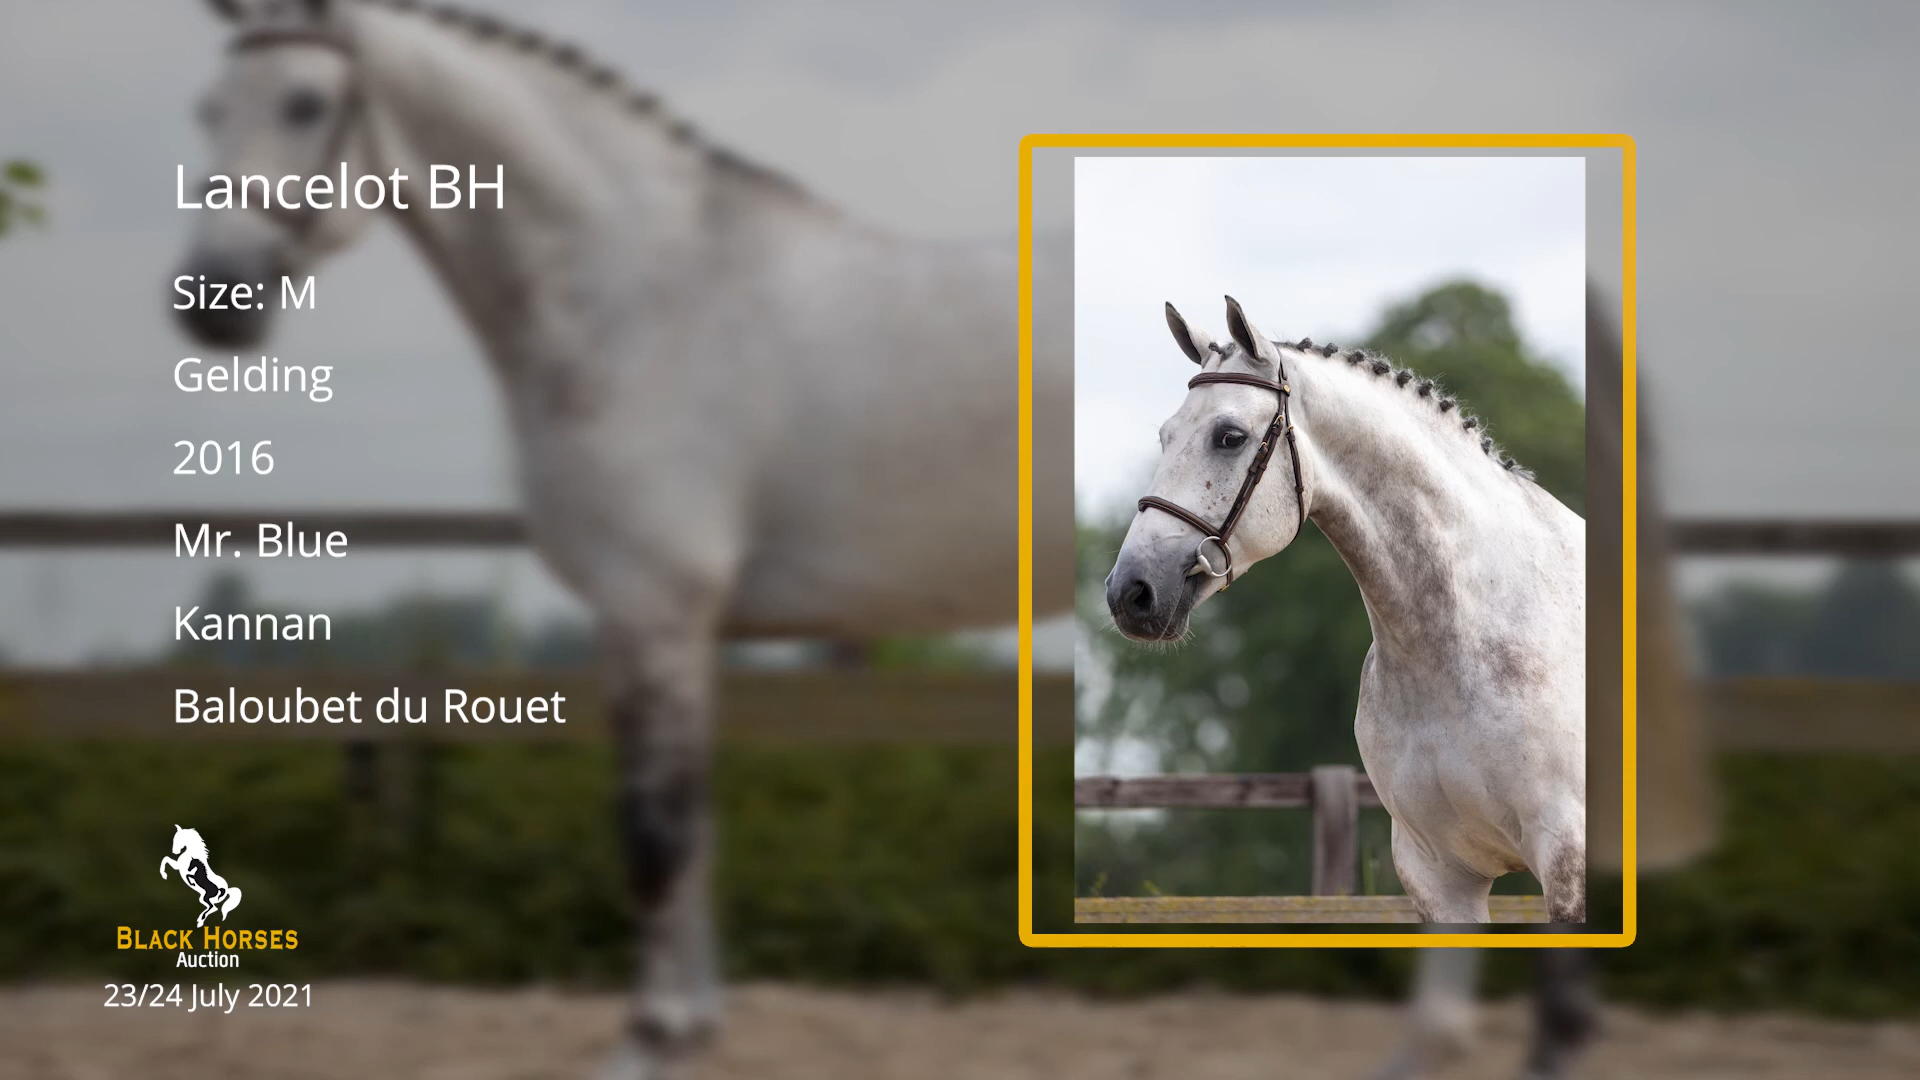 Lancelot BH
Size: M
Gelding
2016
Mr. Blue
Kannan
Baloubet du Rouet
BLACK HORSES
Auction
23/24 July 2021